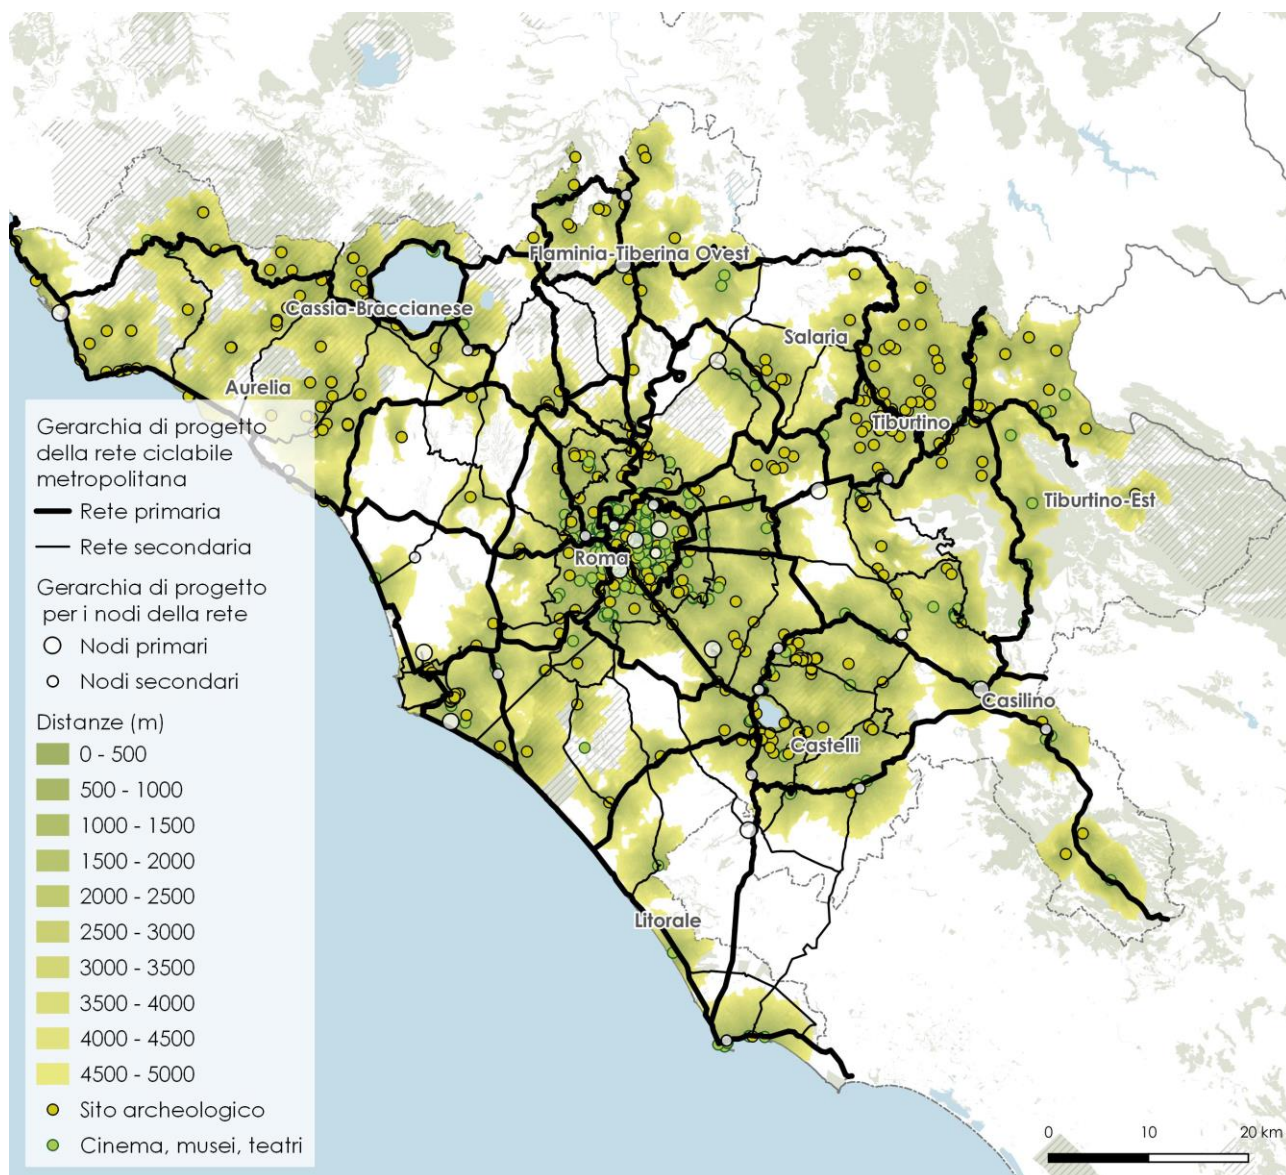 Flaminia-Tiberina Ovest
Cassia-Braccianese
Salaria
Aurelia
Tiburtino
Tiburtino-Est
Roma
Casilino
Castelli
Litorale
Gerarchia di progetto
della rete ciclabile
metropolitana
Rete primaria
Rete secondaria
Gerarchia di progetto
per i nodi della rete
Nodi primari
Nodi secondari
Distanze (m)
0 - 500
500 - 1000
1000 - 1500
1500 - 2000
2000 - 2500
2500 - 3000
3000 - 3500
3500 - 4000
4000 - 4500
4500 - 5000
Sito archeologico
Cinema, musei, teatri
0 10 20 km